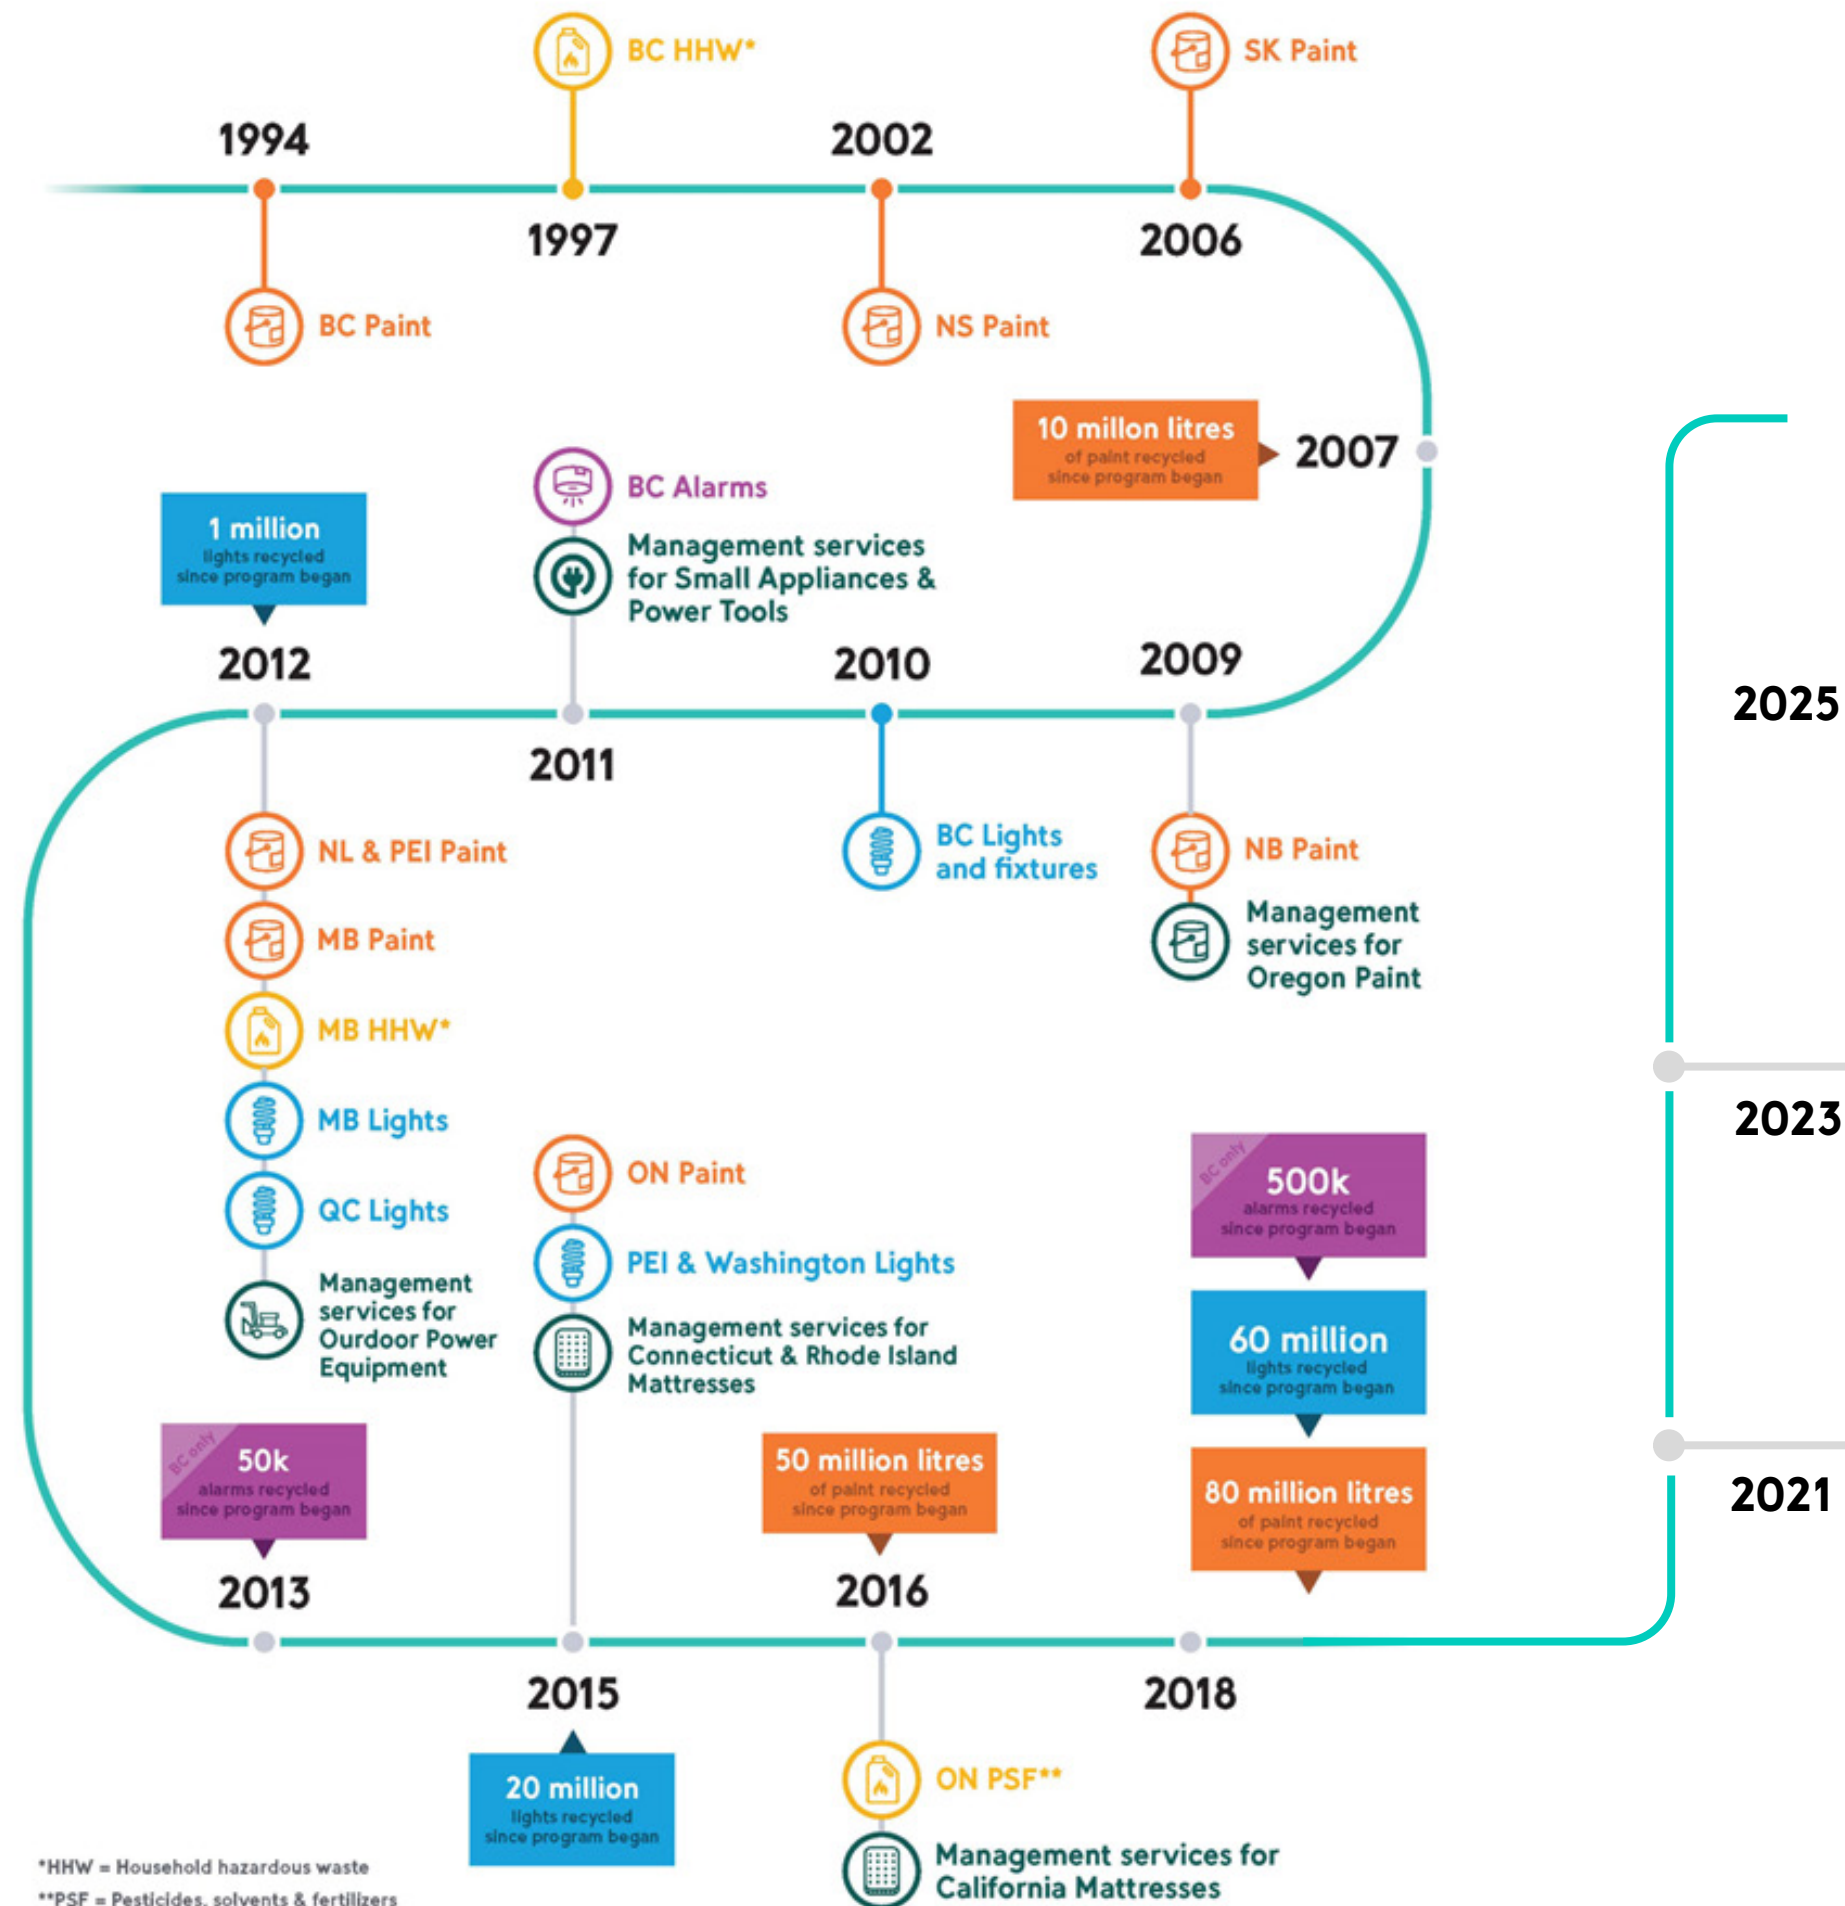 BC HHW*
SK Paint
1994
2002
1997
2006
BC Paint
NS Paint
10 millon litres
of paint recycled
since program began
2007
BC Alarms
Management services
for Small Appliances &
Power Tools
1 million
lights recycled
since program began
2012
2010
2009
2011
2025
NL & PEI Paint
BC Lights
and fixtures
NB Paint
Management
services for
Oregon Paint
MB Paint
MB HHW*
MB Lights
QC Lights
Management
services for
Ourdoor Power
Equipment
2023
ON Paint
PEI & Washington Lights
Management services for
Connecticut & Rhode Island
Mattresses
BC only
500k
alarms recycled
since program began
60 million
lights recycled
since program began
80 million litres
of paint recycled
since program began
BC only
50k
alarms recycled
since program began
50 million litres
of paint recycled
since program began
2021
2013
2016
2015
2018
20 million
lights recycled
since program began
ON PSF**
Management services for
California Mattresses
*HHW = Household hazardous waste
**PSF = Pesticides, solvents & fertilizers